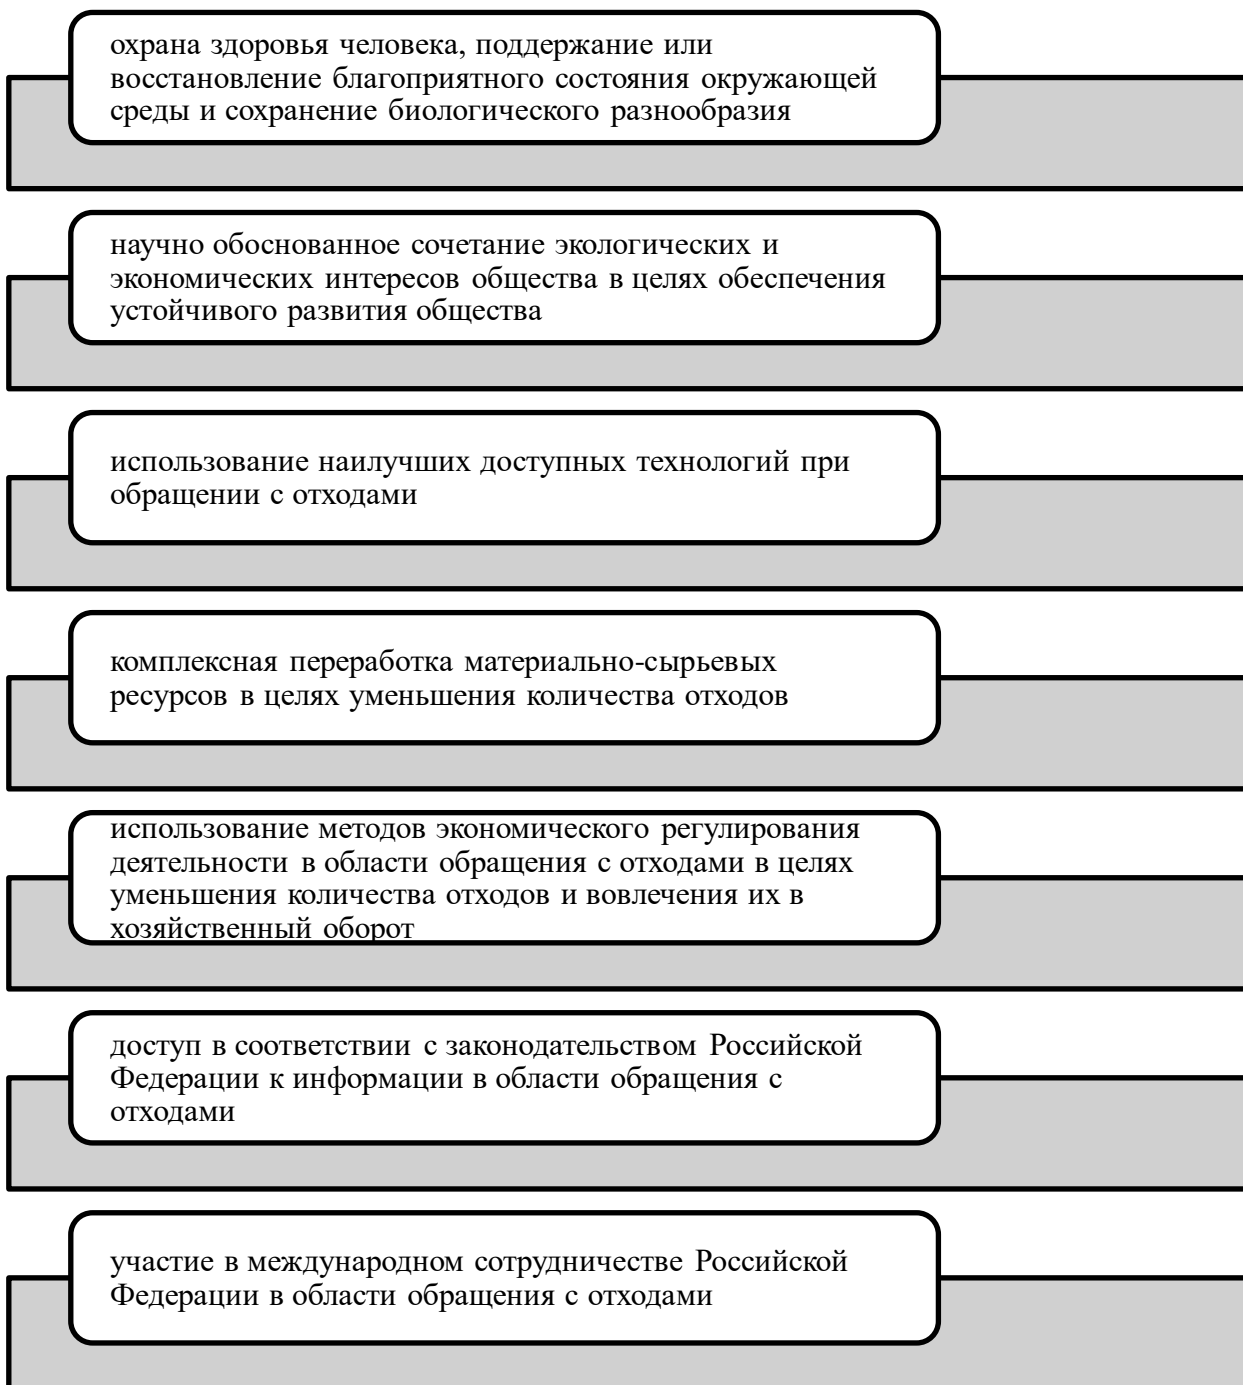 охрана здоровья человека, поддержание или
восстановление благоприятного состояния окружающей
среды и сохранение биологического разнообразия
научно обоснованное сочетание экологических и
экономических интересов общества в целях обеспечения
устойчивого развития общества
использование наилучших доступных технологий при
обращении с отходами
комплексная переработка материально-сырьевых
ресурсов в целях уменьшения количества отходов
использование методов экономического регулирования
деятельности в области обращения с отходами в целях
уменьшения количества отходов и вовлечения их в
хозяйственный оборот
доступ в соответствии с законодательством Российской
Федерации к информации в области обращения с
отходами
участие в международном сотрудничестве Российской
Федерации в области обращения с отходами